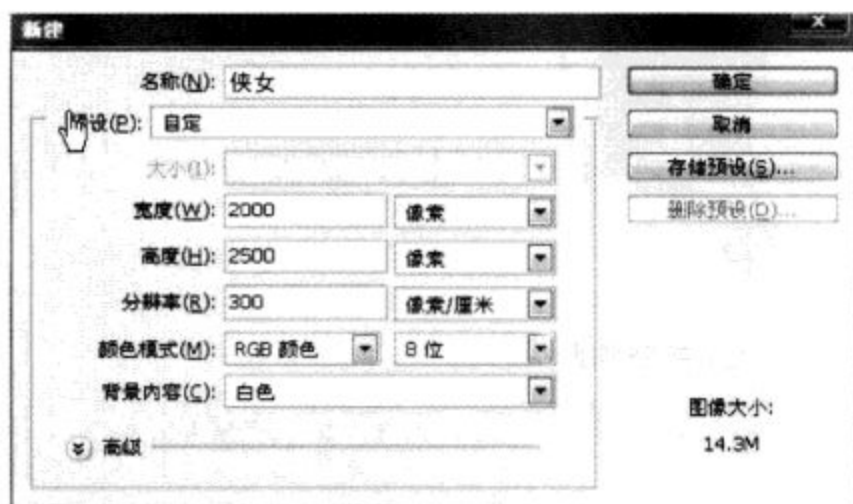 新建
名称(N): 侠女
预设(P): 自定
大小(I):
宽度(W): 2000 像素
高度(H): 2500 像素
分辨率(R): 300 像素/厘米
颜色模式(M): RGB 颜色 8 位
背景内容(C): 白色
高级
确定
取消
存储预设(S)...
删除预设(D)...
图像大小:
14.3M